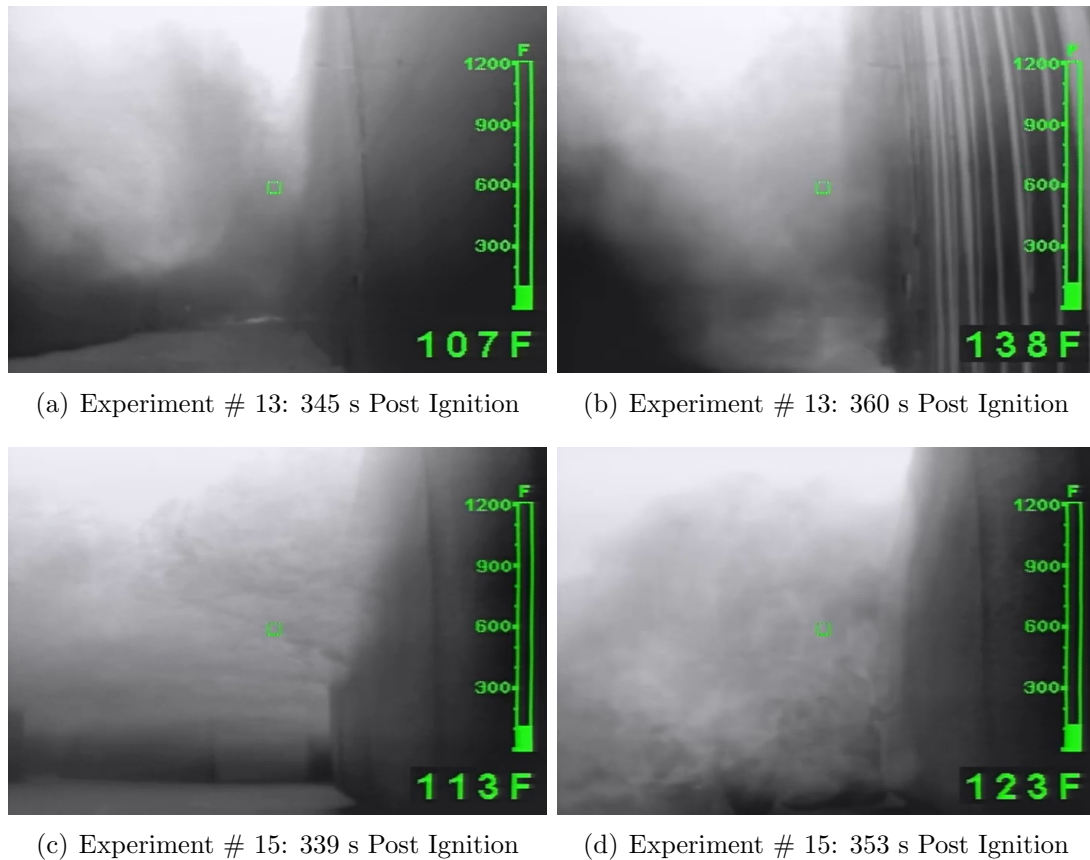 F
1200
900
600
300
107F
F
1200
900
600
300
138F
(a) Experiment # 13: 345 s Post Ignition
(b) Experiment # 13: 360 s Post Ignition
F
1200
900
600
300
113F
F
1200
900
600
300
123F
(c) Experiment # 15: 339 s Post Ignition
(d) Experiment # 15: 353 s Post Ignition